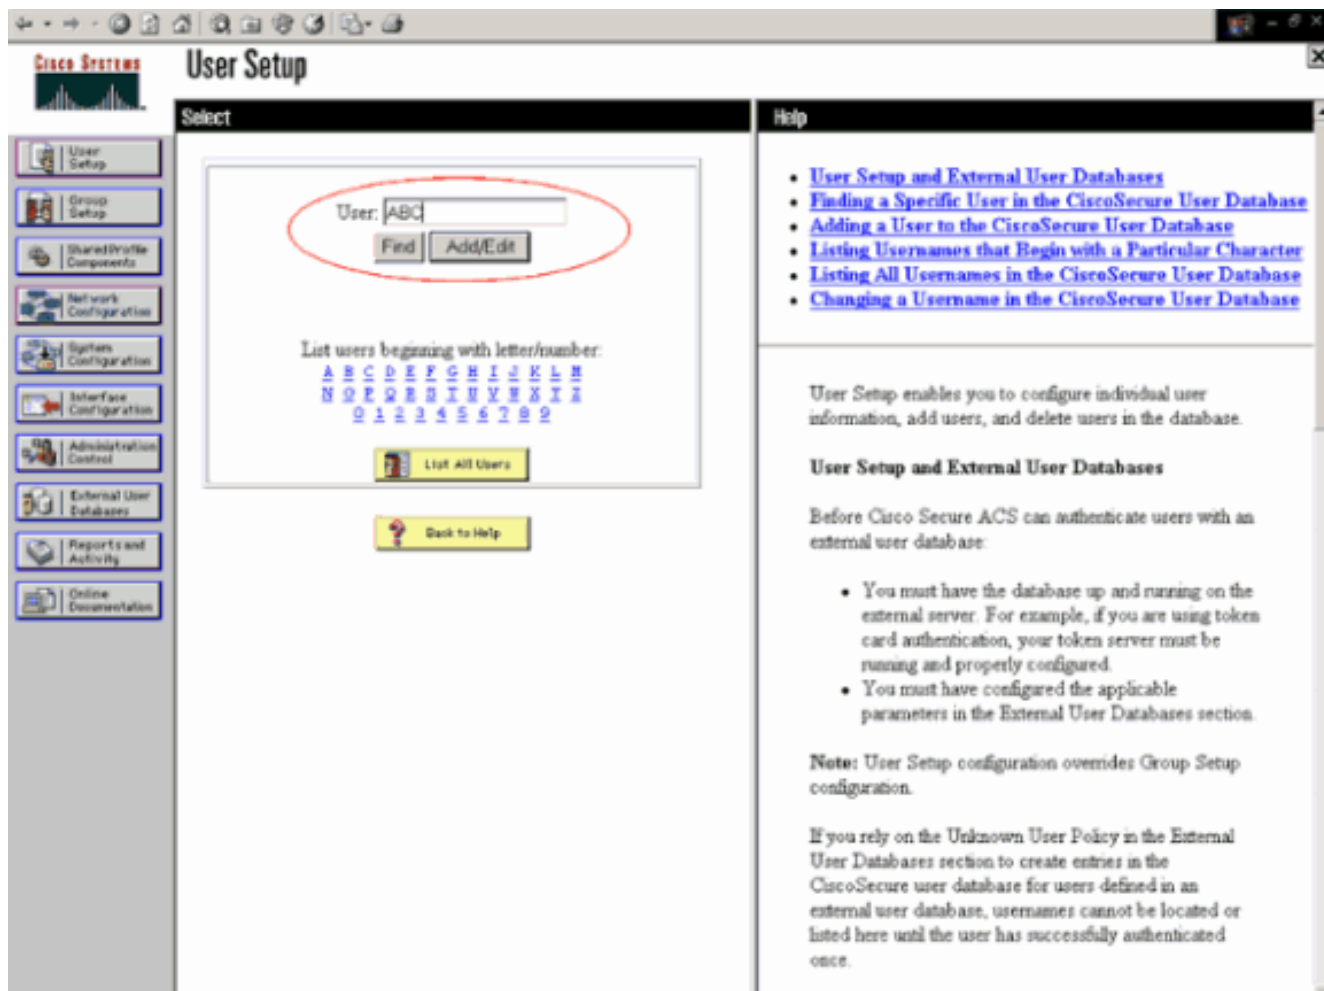 CISCO SYSTEMS
User Setup
Select
Help
User Setup
Group Setup
Shared Profile Components
Network Configuration
System Configuration
Interface Configuration
Administration Control
External User Databases
Reports and Activity
Online Documentation
User: ABC
Find Add/Edit
List users beginning with letter/number:
A B C D E F G H I J K L M
N O P Q R S T U V W X Y Z
0 1 2 3 4 5 6 7 8 9
List All Users
Back to Help
User Setup and External User Databases
Finding a Specific User in the CiscoSecure User Database
Adding a User to the CiscoSecure User Database
Listing Usernames that Begin with a Particular Character
Listing All Usernames in the CiscoSecure User Database
Changing a Username in the CiscoSecure User Database
User Setup enables you to configure individual user
information, add users, and delete users in the database.
User Setup and External User Databases
Before Cisco Secure ACS can authenticate users with an
external user database:
You must have the database up and running on the
external server. For example, if you are using token
card authentication, your token server must be
running and properly configured.
You must have configured the applicable
parameters in the External User Databases section.
Note: User Setup configuration overrides Group Setup
configuration.
If you rely on the Unknown User Policy in the External
User Databases section to create entries in the
CiscoSecure user database for users defined in an
external user database, usernames cannot be located or
listed here until the user has successfully authenticated
once.